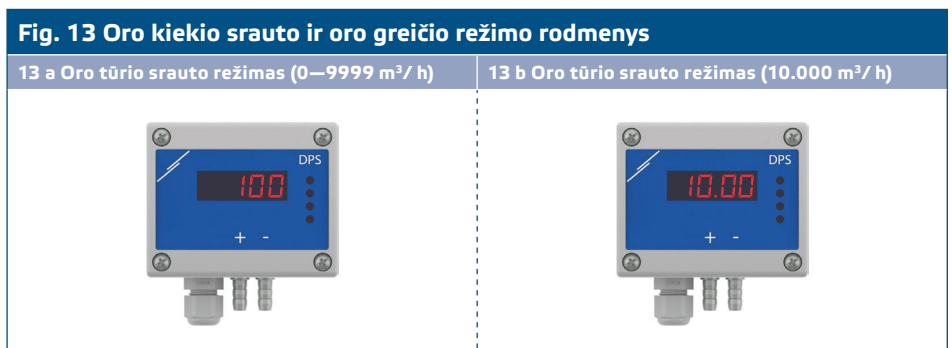 Fig. 13 Oro kiekio srauto ir oro greičio režimo rodmenys
13 a Oro tūrio srauto režimas (0—9999 m³/ h)
13 b Oro tūrio srauto režimas (10.000 m³/ h)
DPS
100
+ -
DPS
10.00
+ -